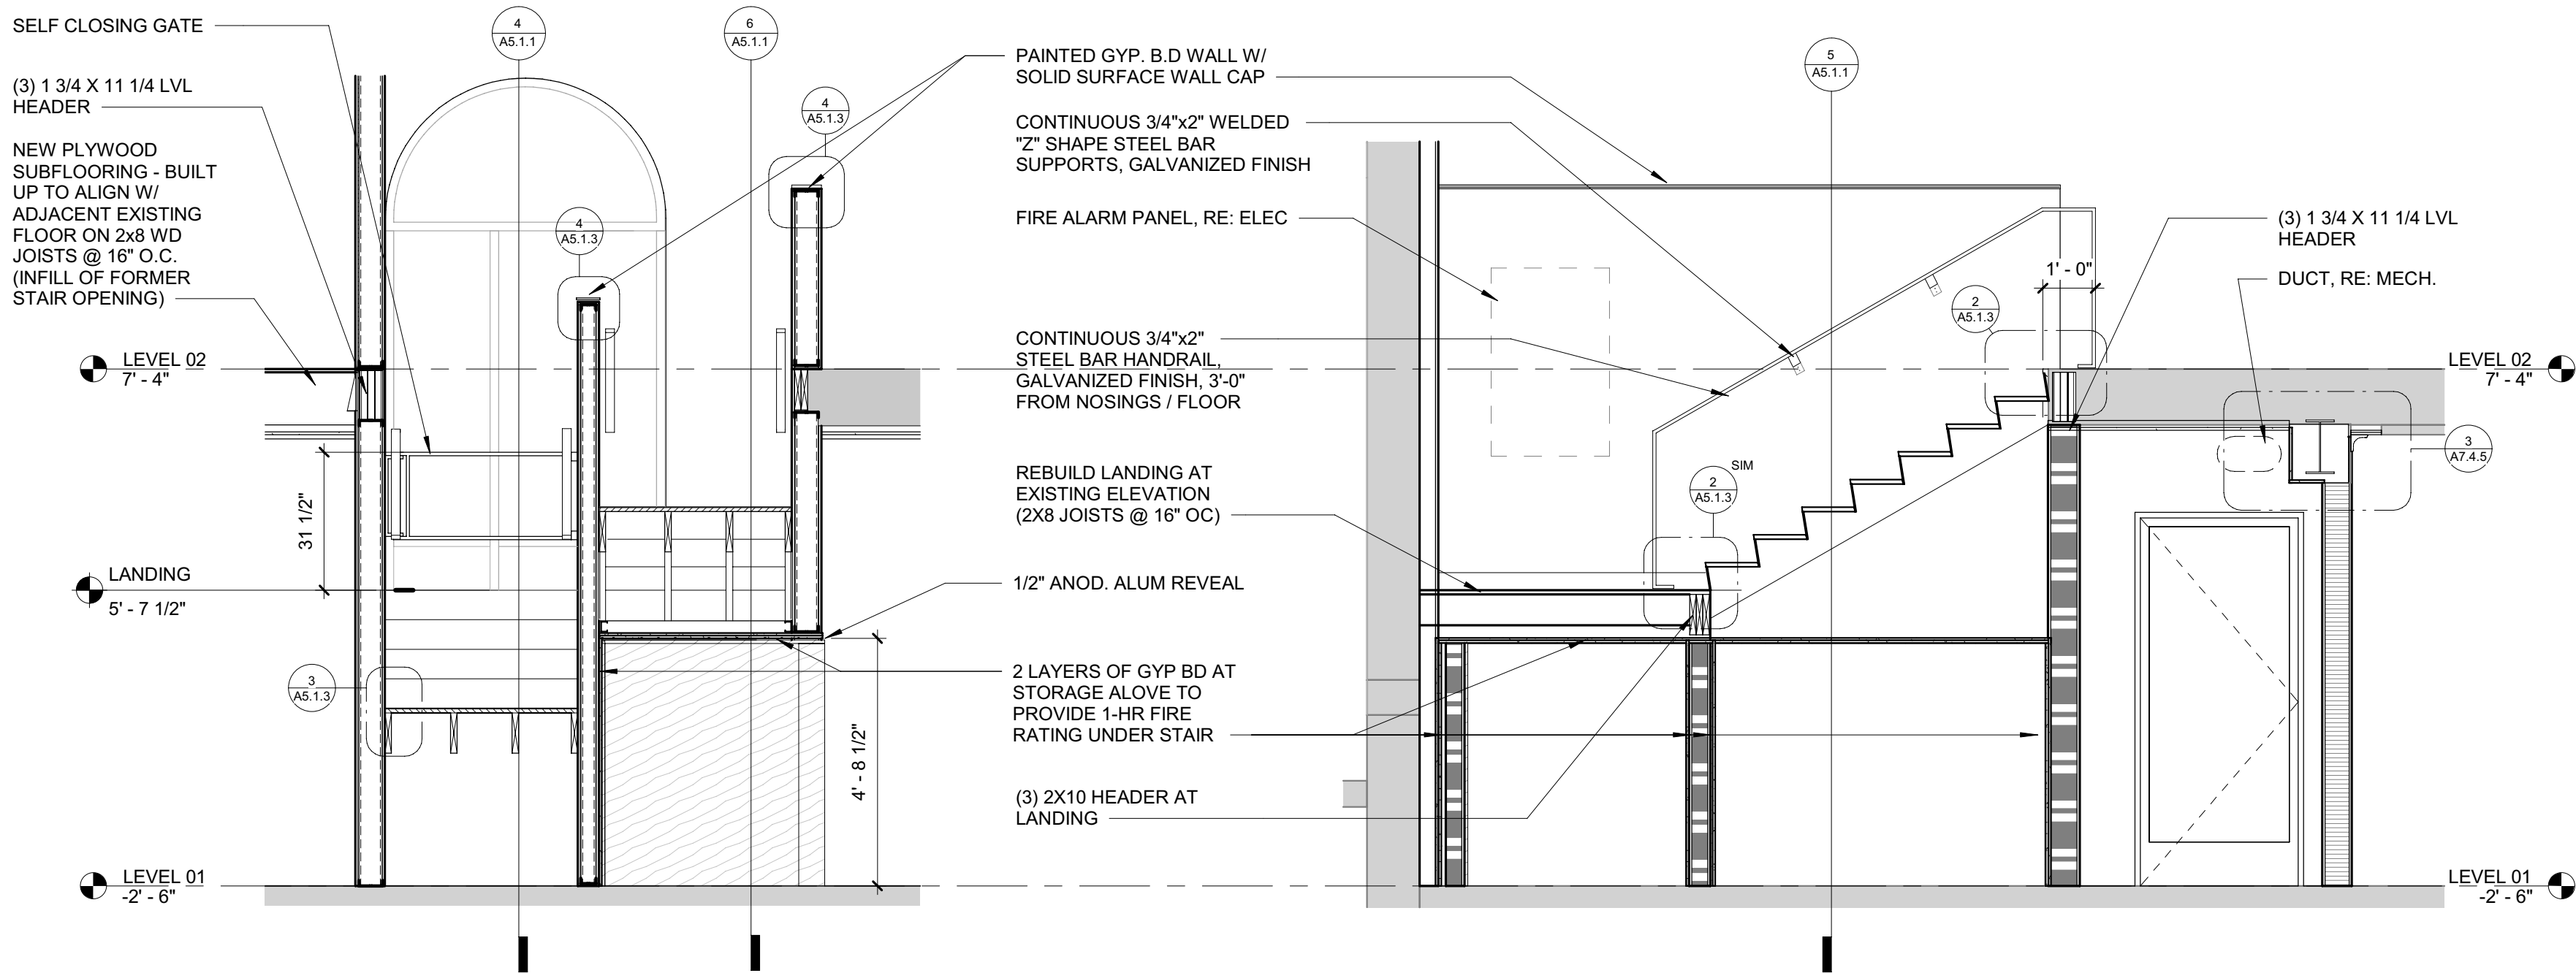 SELF CLOSING GATE
(3) 1 3/4 X 11 1/4 LVL
HEADER
NEW PLYWOOD
SUBFLOORING - BUILT
UP TO ALIGN W/
ADJACENT EXISTING
FLOOR ON 2x8 WD
JOISTS @ 16" O.C.
(INFILL OF FORMER
STAIR OPENING)
LEVEL 02
7' - 4"
31 1/2"
LANDING
5' - 7 1/2"
3
A5.1.3
LEVEL 01
-2' - 6"
4
A5.1.1
6
A5.1.1
4
A5.1.3
4
A5.1.3
4' - 8 1/2"
PAINTED GYP. B.D WALL W/
SOLID SURFACE WALL CAP
CONTINUOUS 3/4"x2" WELDED
"Z" SHAPE STEEL BAR
SUPPORTS, GALVANIZED FINISH
FIRE ALARM PANEL, RE: ELEC
CONTINUOUS 3/4"x2"
STEEL BAR HANDRAIL,
GALVANIZED FINISH, 3'-0"
FROM NOSINGS / FLOOR
REBUILD LANDING AT
EXISTING ELEVATION
(2X8 JOISTS @ 16" OC)
1/2" ANOD. ALUM REVEAL
2 LAYERS OF GYP BD AT
STORAGE ALOVE TO
PROVIDE 1-HR FIRE
RATING UNDER STAIR
(3) 2X10 HEADER AT
LANDING
5
A5.1.1
2
A5.1.3
SIM
2
A5.1.3
1' - 0"
(3) 1 3/4 X 11 1/4 LVL
HEADER
DUCT, RE: MECH.
LEVEL 02
7' - 4"
3
A7.4.5
LEVEL 01
-2' - 6"